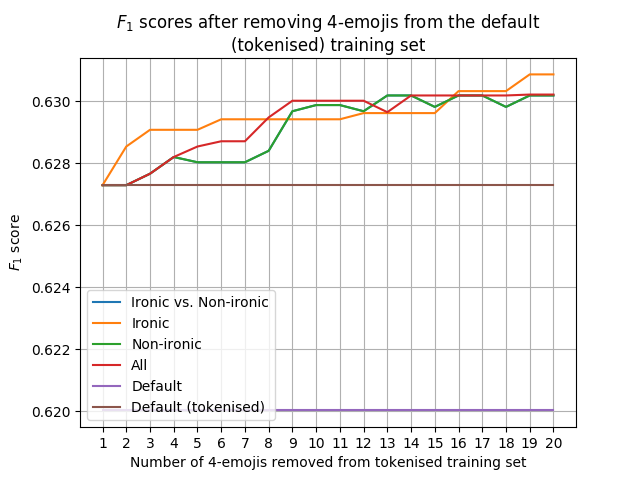 F₁ scores after removing 4-emojis from the default
(tokenised) training set
F₁ score
0.630
0.628
0.626
0.624
0.622
0.620
Ironic vs. Non-ironic
Ironic
Non-ironic
All
Default
Default (tokenised)
1 2 3 4 5 6 7 8 9 10 11 12 13 14 15 16 17 18 19 20
Number of 4-emojis removed from tokenised training set